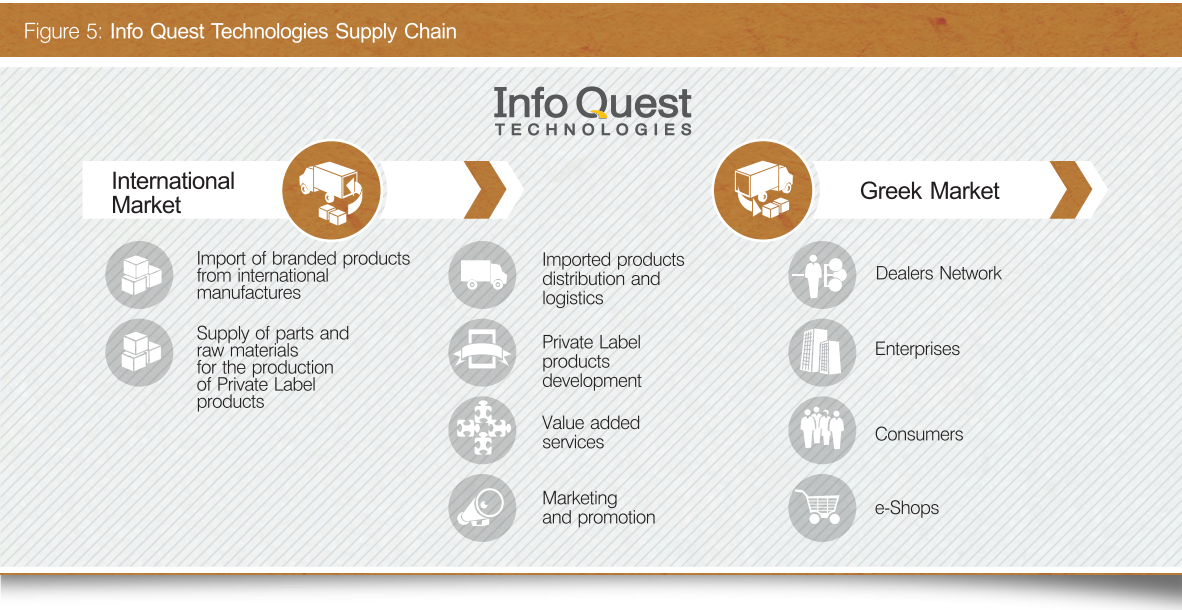 Figure 5: Info Quest Technologies Supply Chain
Info Quest
TECHNOLOGIES
International
Market
Import of branded products
from international
manufactures
Supply of parts and
raw materials
for the production
of Private Label
products
Imported products
distribution and
logistics
Private Label
products
development
Value added
services
Marketing
and promotion
Greek Market
Dealers Network
Enterprises
Consumers
e-Shops